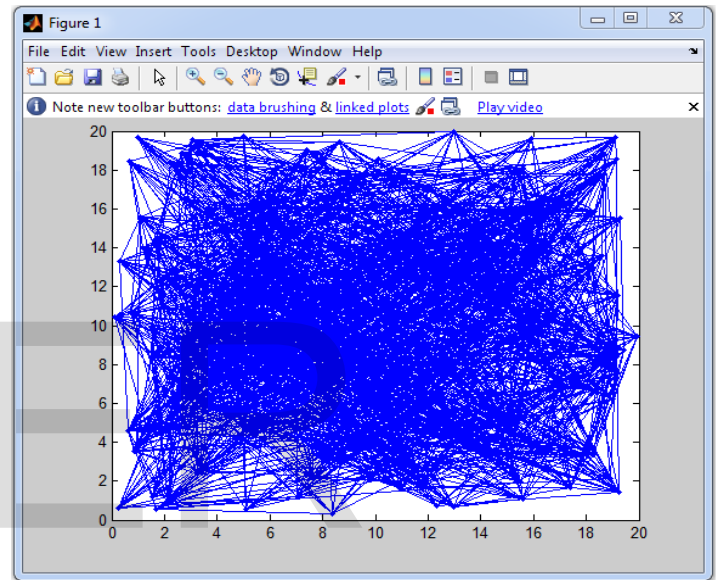 Figure 1
File Edit View Insert Tools Desktop Window Help
Note new toolbar buttons: data brushing & linked plots Play video
20
18
16
14
12
10
8
6
4
2
0
0 2 4 6 8 10 12 14 16 18 20